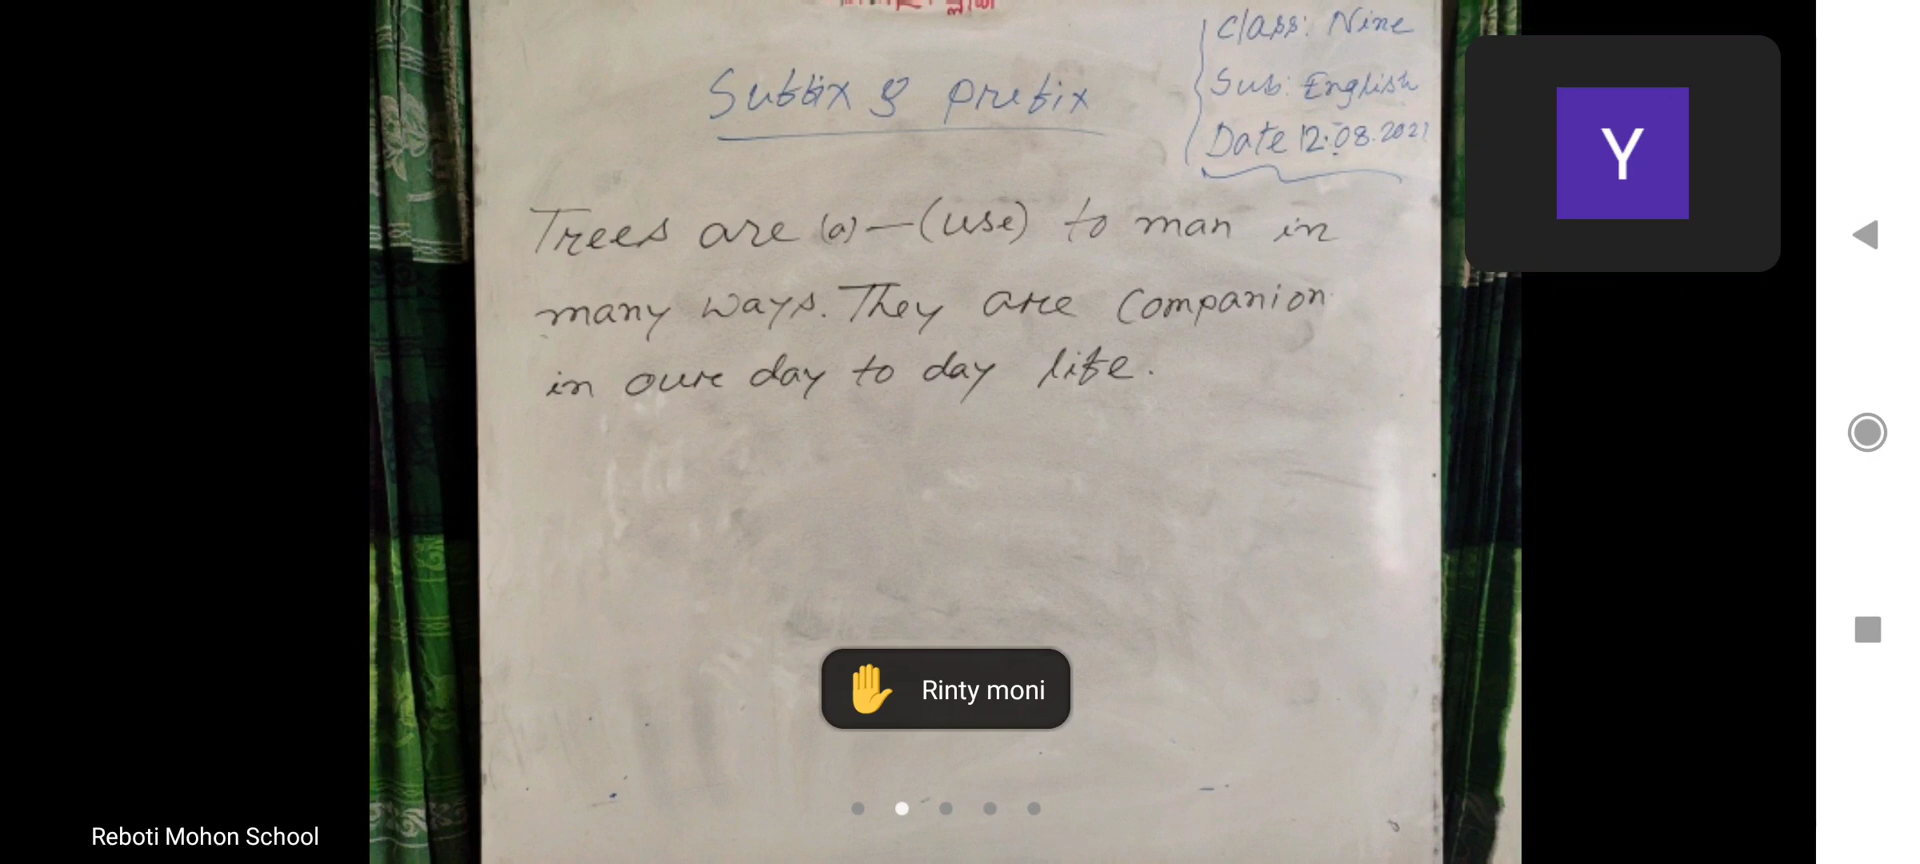 Class: Nine
Sub: English
Date 12.08.2021
Suffix & prefix
Trees are (a)—(use) to man in
many ways. They are companion
in our day to day life.
Y
Rinty moni
Reboti Mohon School